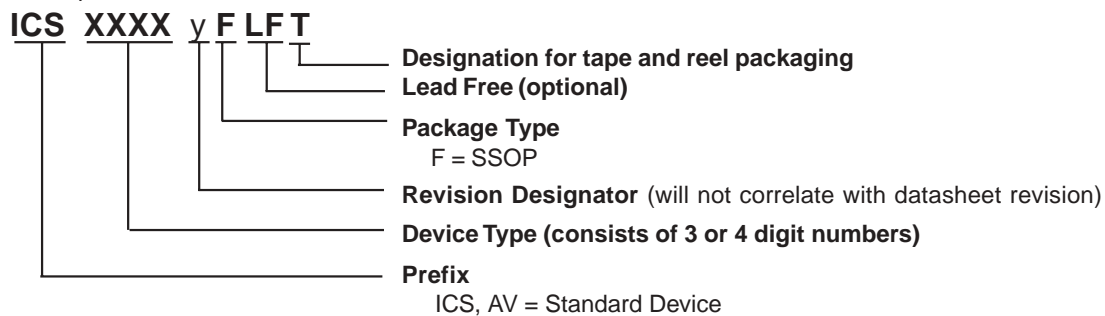 ICS XXXX y F LF T
Designation for tape and reel packaging
Lead Free (optional)
Package Type
F = SSOP
Revision Designator (will not correlate with datasheet revision)
Device Type (consists of 3 or 4 digit numbers)
Prefix
ICS, AV = Standard Device